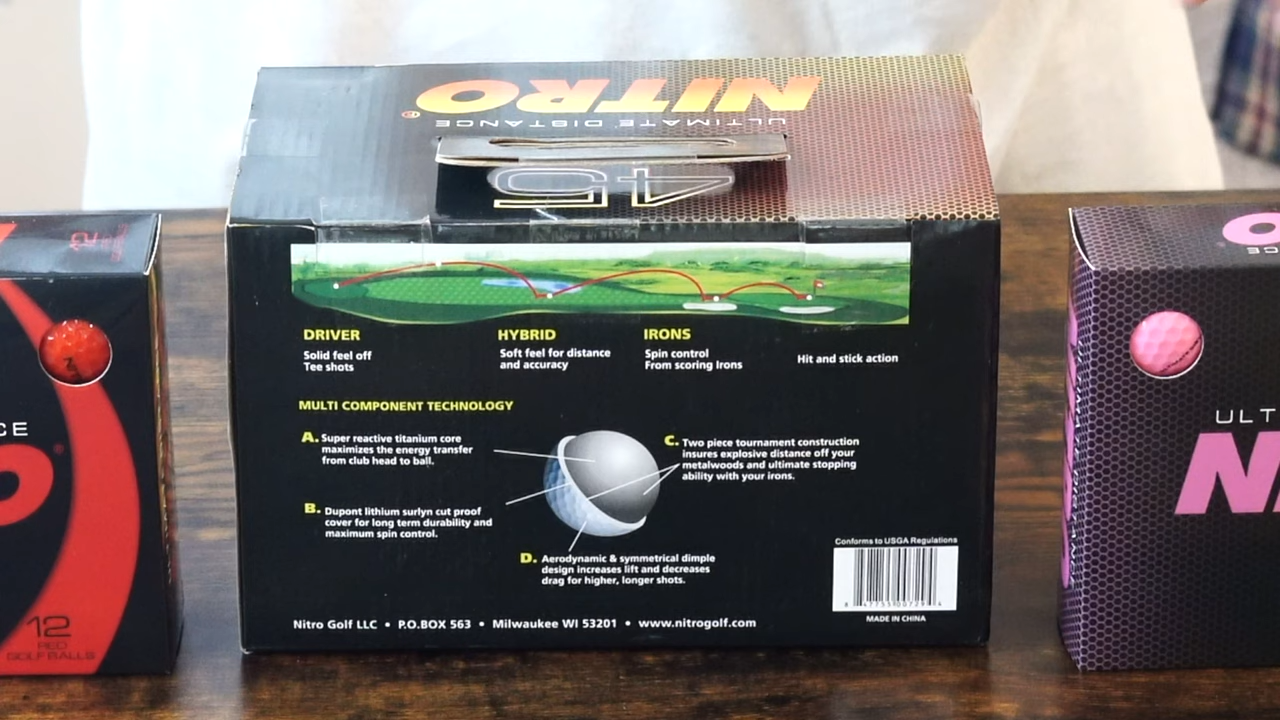 NITRO®
ULTIMATE DISTANCE
45
DRIVER
Solid feel off
Tee shots
HYBRID
Soft feel for distance
and accuracy
IRONS
Spin control
From scoring Irons
Hit and stick action
MULTI COMPONENT TECHNOLOGY
A. Super reactive titanium core
maximizes the energy transfer
from club head to ball.
B. Dupont lithium surlyn cut proof
cover for long term durability and
maximum spin control.
C. Two piece tournament construction
insures explosive distance off your
metalwoods and ultimate stopping
ability with your irons.
D. Aerodynamic & symmetrical dimple
design increases lift and decreases
drag for higher, longer shots.
Conforms to USGA Regulations
MADE IN CHINA
Nitro Golf LLC • P.O.BOX 563 • Milwaukee WI 53201 • www.nitrogolf.com
CE
O
12
RED
GOLF BALLS
O
CE
ULT
N